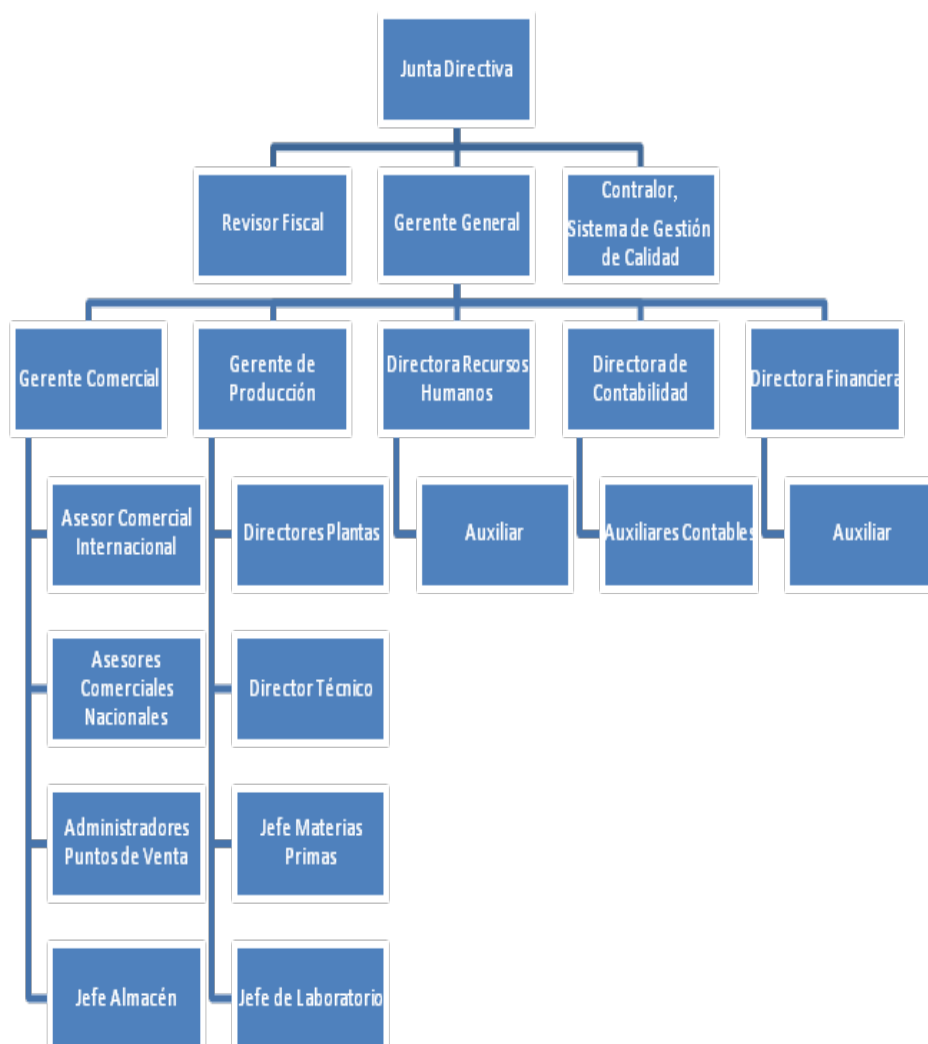 Junta Directiva
Revisor Fiscal
Gerente General
Contralor,
Sistema de Gestión
de Calidad
Gerente Comercial
Gerente de
Producción
Directora Recursos
Humanos
Directora de
Contabilidad
Directora Financiera
Asesor Comercial
Internacional
Directores Plantas
Auxiliar
Auxiliares Contables
Auxiliar
Asesores
Comerciales
Nacionales
Director Técnico
Administradores
Puntos de Venta
Jefe Materias
Primas
Jefe Almacén
Jefe de Laboratorio